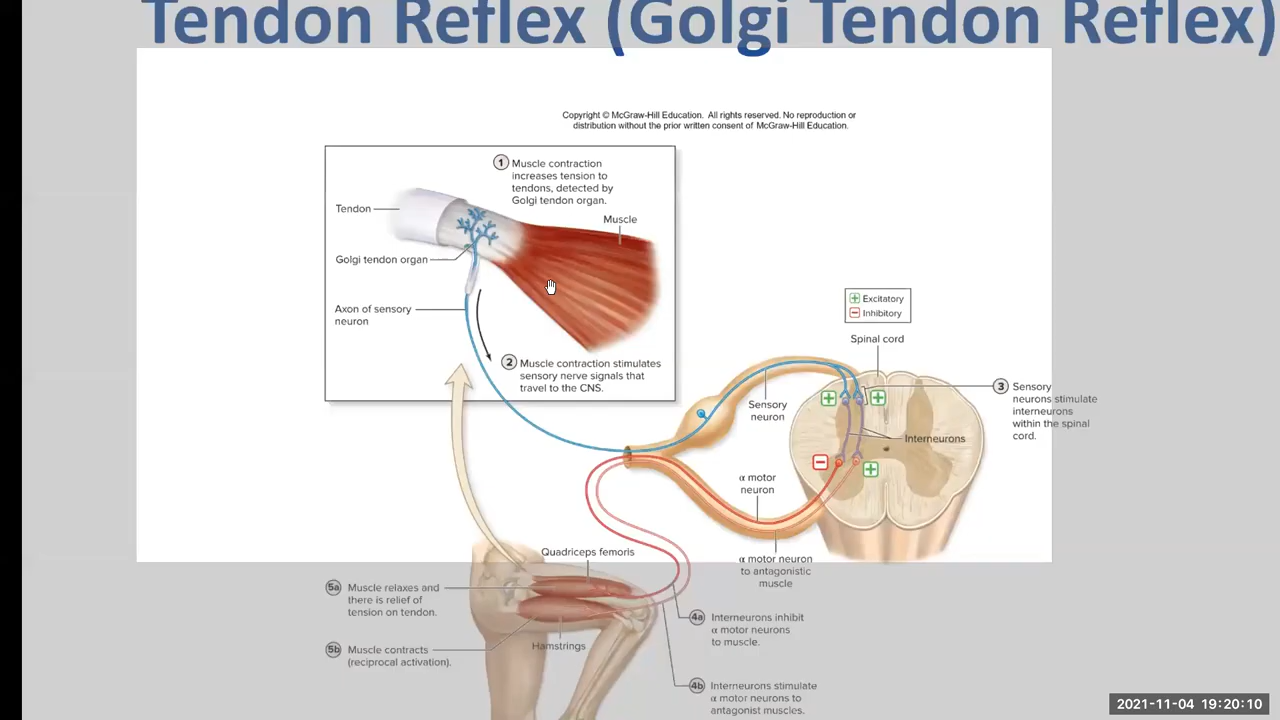 Tendon Reflex (Golgi Tendon Reflex)
Copyright © McGraw-Hill Education. All rights reserved. No reproduction or
distribution without the prior written consent of McGraw-Hill Education.
1 Muscle contraction
increases tension to
tendons, detected by
Golgi tendon organ.
Tendon
Muscle
Golgi tendon organ
Axon of sensory
neuron
2 Muscle contraction stimulates
sensory nerve signals that
travel to the CNS.
+ Excitatory
− Inhibitory
Spinal cord
3 Sensory
neurons stimulate
interneurons
within the spinal
cord.
Sensory
neuron
+ +
Interneurons
− +
α motor
neuron
α motor neuron
to antagonistic
muscle
Quadriceps femoris
5a Muscle relaxes and
there is relief of
tension on tendon.
4a Interneurons inhibit
α motor neurons
to muscle.
Hamstrings
5b Muscle contracts
(reciprocal activation).
4b Interneurons stimulate
α motor neurons to
antagonist muscles.
2021-11-04 19:20:10